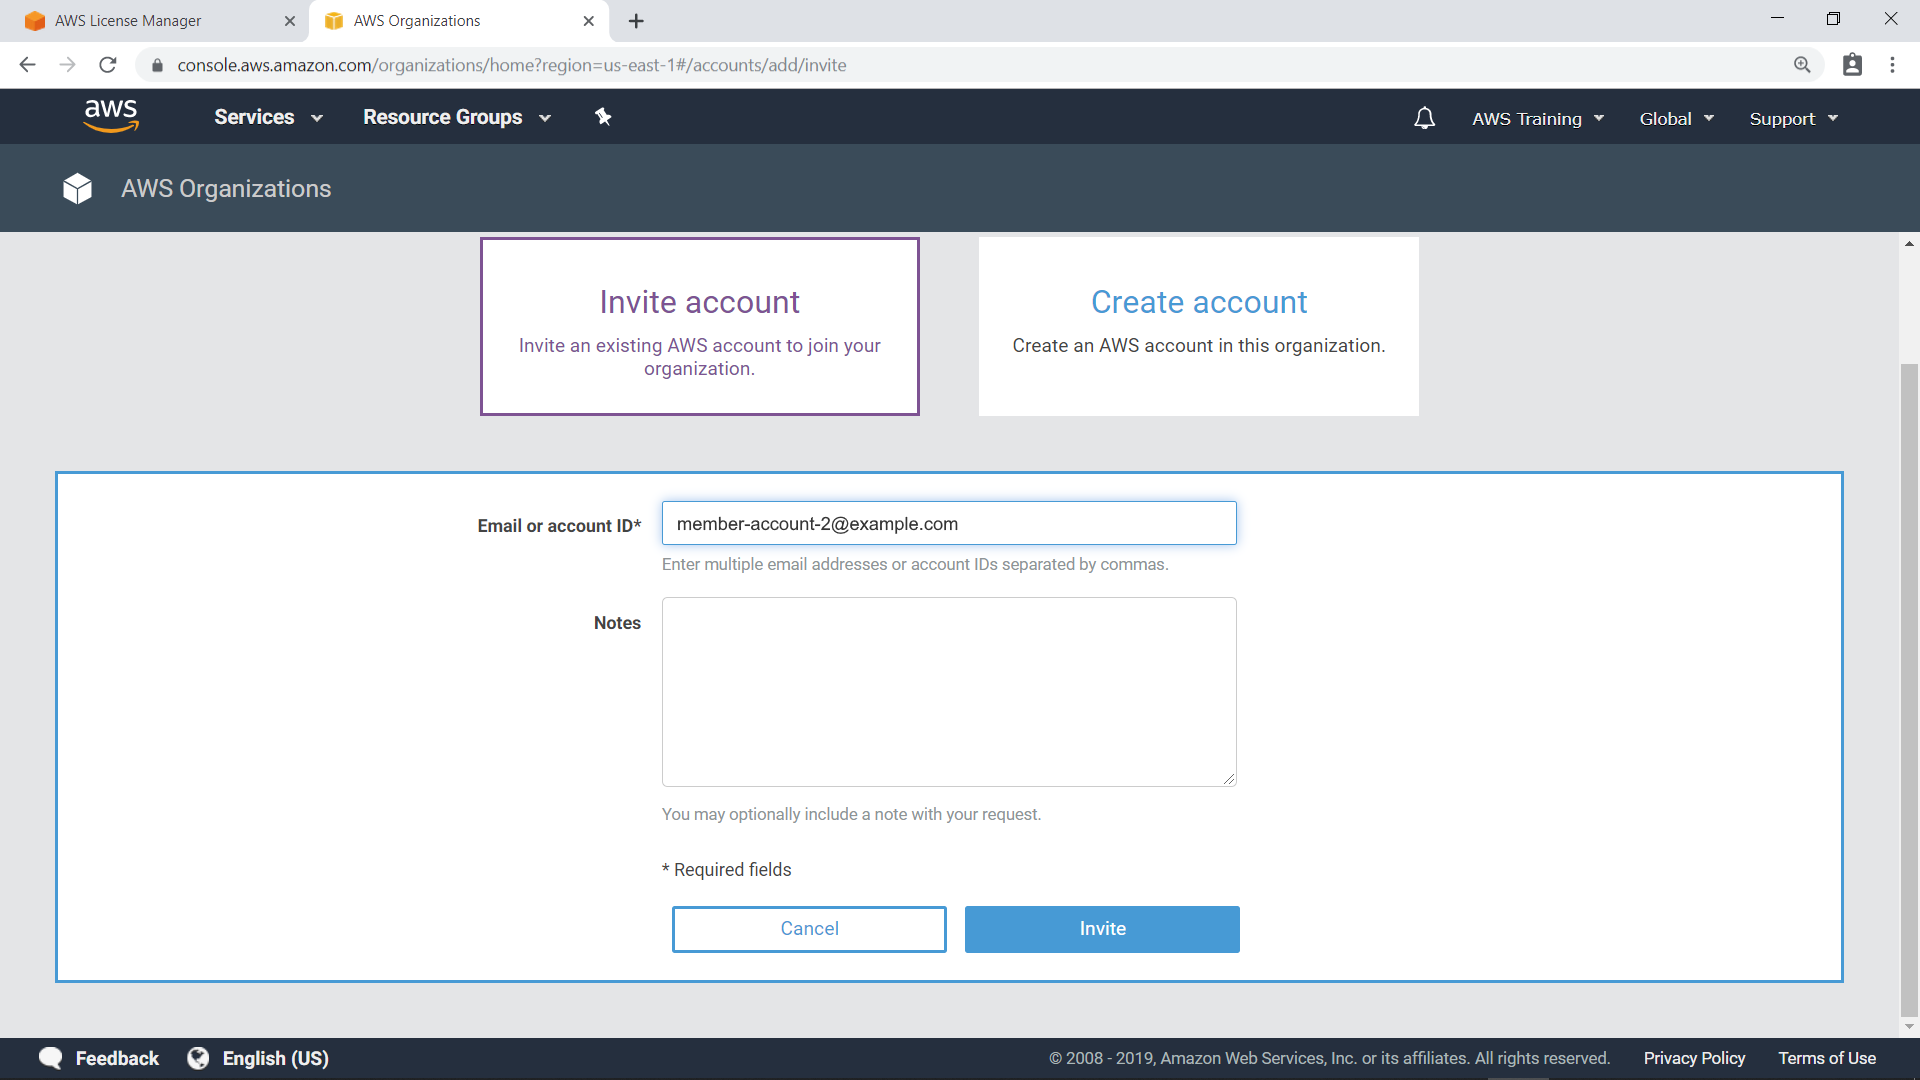 AWS License Manager
AWS Organizations
console.aws.amazon.com/organizations/home?region=us-east-1#/accounts/add/invite
aws
Services
Resource Groups
AWS Training
Global
Support
AWS Organizations
Invite account
Invite an existing AWS account to join your
organization.
Create account
Create an AWS account in this organization.
Email or account ID*
member-account-2@example.com
Enter multiple email addresses or account IDs separated by commas.
Notes
You may optionally include a note with your request.
* Required fields
Cancel
Invite
Feedback
English (US)
© 2008 - 2019, Amazon Web Services, Inc. or its affiliates. All rights reserved.
Privacy Policy
Terms of Use